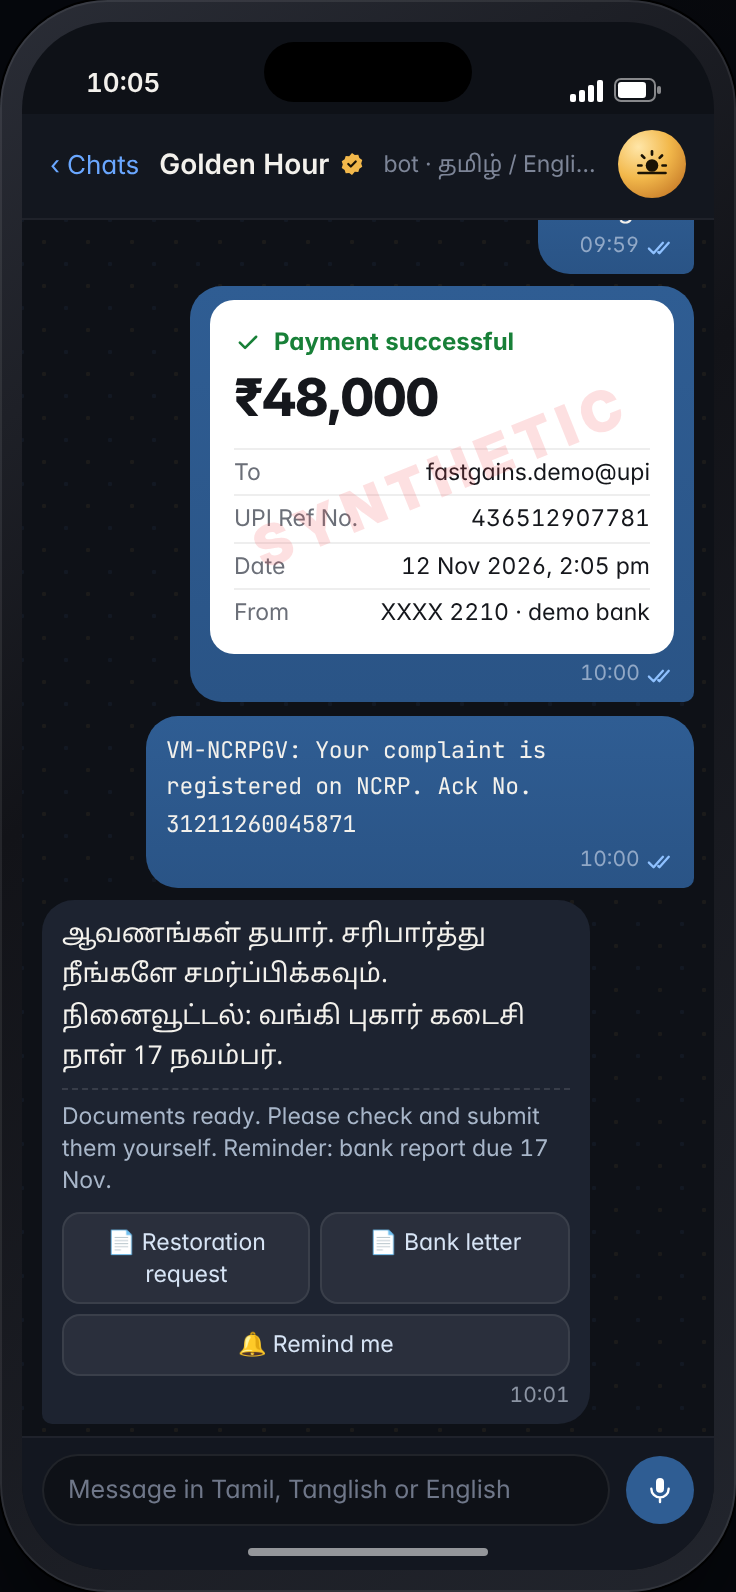 10:05
‹ Chats Golden Hour bot · தமிழ் / Engli...
09:59
Payment successful
₹48,000
SYNTHETIC
To fastgains.demo@upi
UPI Ref No. 436512907781
Date 12 Nov 2026, 2:05 pm
From XXXX 2210 · demo bank
10:00
VM-NCRPGV: Your complaint is
registered on NCRP. Ack No.
31211260045871
10:00
ஆவணங்கள் தயார். சரிபார்த்து
நீங்களே சமர்ப்பிக்கவும்.
நினைவூட்டல்: வங்கி புகார் கடைசி
நாள் 17 நவம்பர்.
Documents ready. Please check and submit
them yourself. Reminder: bank report due 17
Nov.
📄 Restoration
request
📄 Bank letter
🔔 Remind me
10:01
Message in Tamil, Tanglish or English